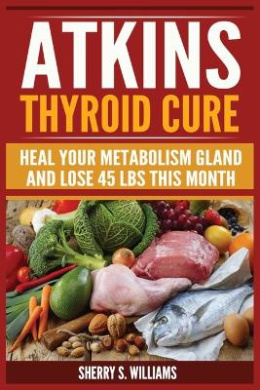 ATKINS
THYROID CURE
HEAL YOUR METABOLISM GLAND
AND LOSE 45 LBS THIS MONTH
SHERRY S. WILLIAMS